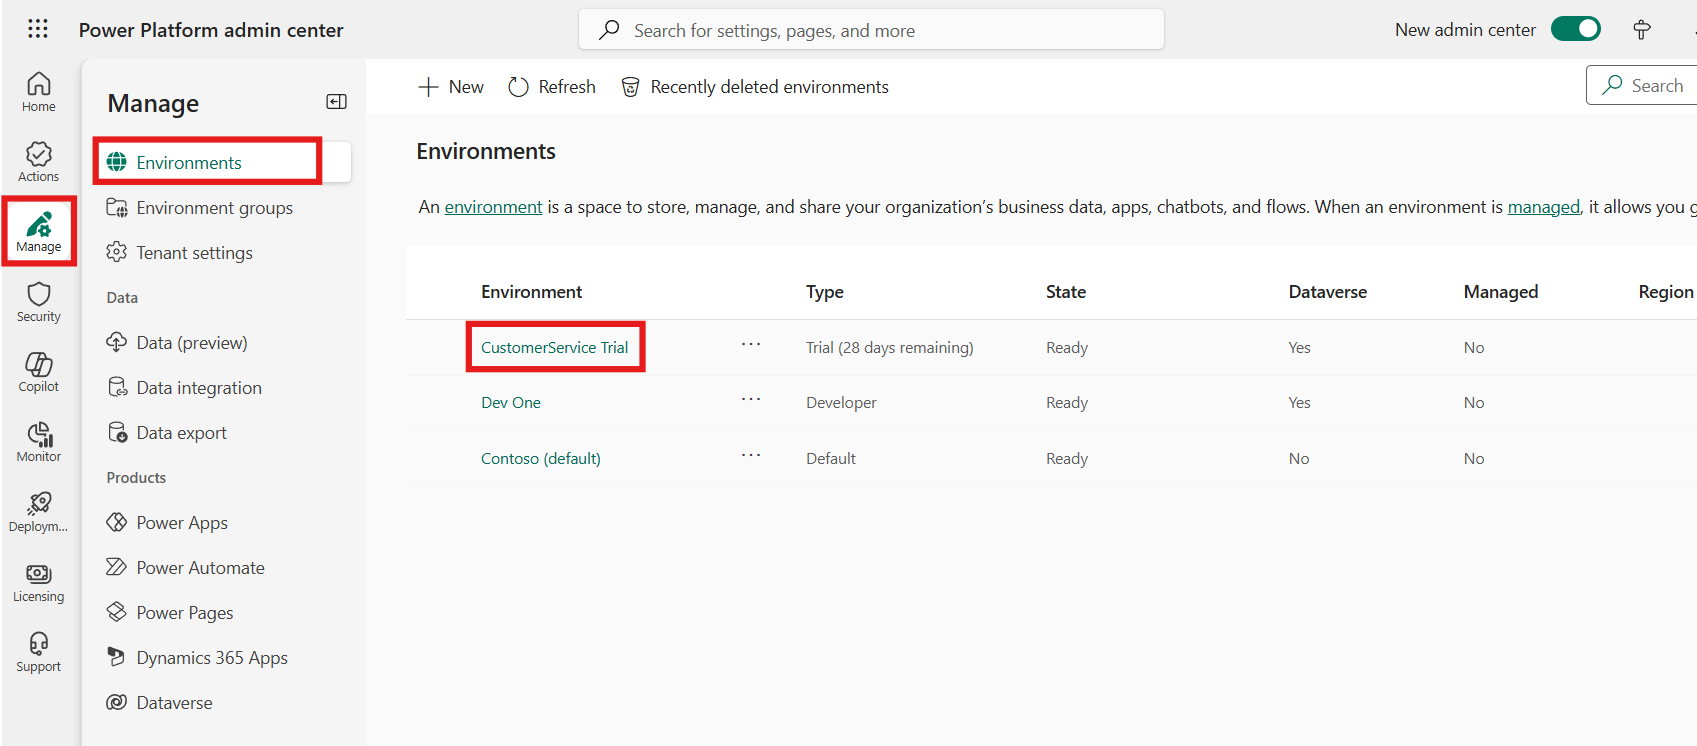 Power Platform admin center
Search for settings, pages, and more
New admin center
Home
Actions
Manage
Security
Copilot
Monitor
Deploym...
Licensing
Support
Manage
Environments
Environment groups
Tenant settings
Data
Data (preview)
Data integration
Data export
Products
Power Apps
Power Automate
Power Pages
Dynamics 365 Apps
Dataverse
New Refresh Recently deleted environments
Search
Environments
An environment is a space to store, manage, and share your organization’s business data, apps, chatbots, and flows. When an environment is managed, it allows you g
Environment Type State Dataverse Managed Region
CustomerService Trial ... Trial (28 days remaining) Ready Yes No
Dev One ... Developer Ready Yes No
Contoso (default) ... Default Ready No No